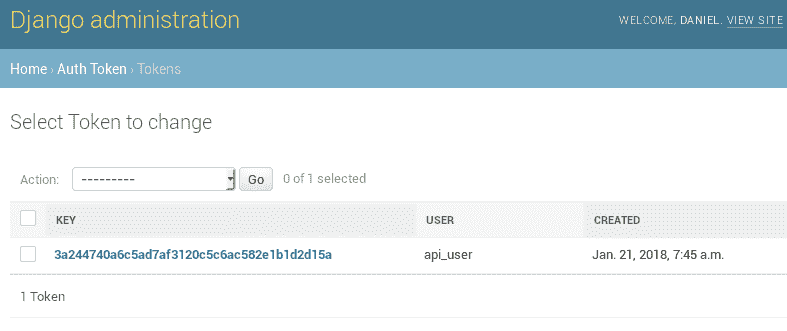 Django administration
WELCOME, DANIEL. VIEW SITE
Home › Auth Token › Tokens
Select Token to change
Action: --------- Go 0 of 1 selected
KEY USER CREATED
3a244740a6c5ad7af3120c5c6ac582e1b1d2d15a api_user Jan. 21, 2018, 7:45 a.m.
1 Token